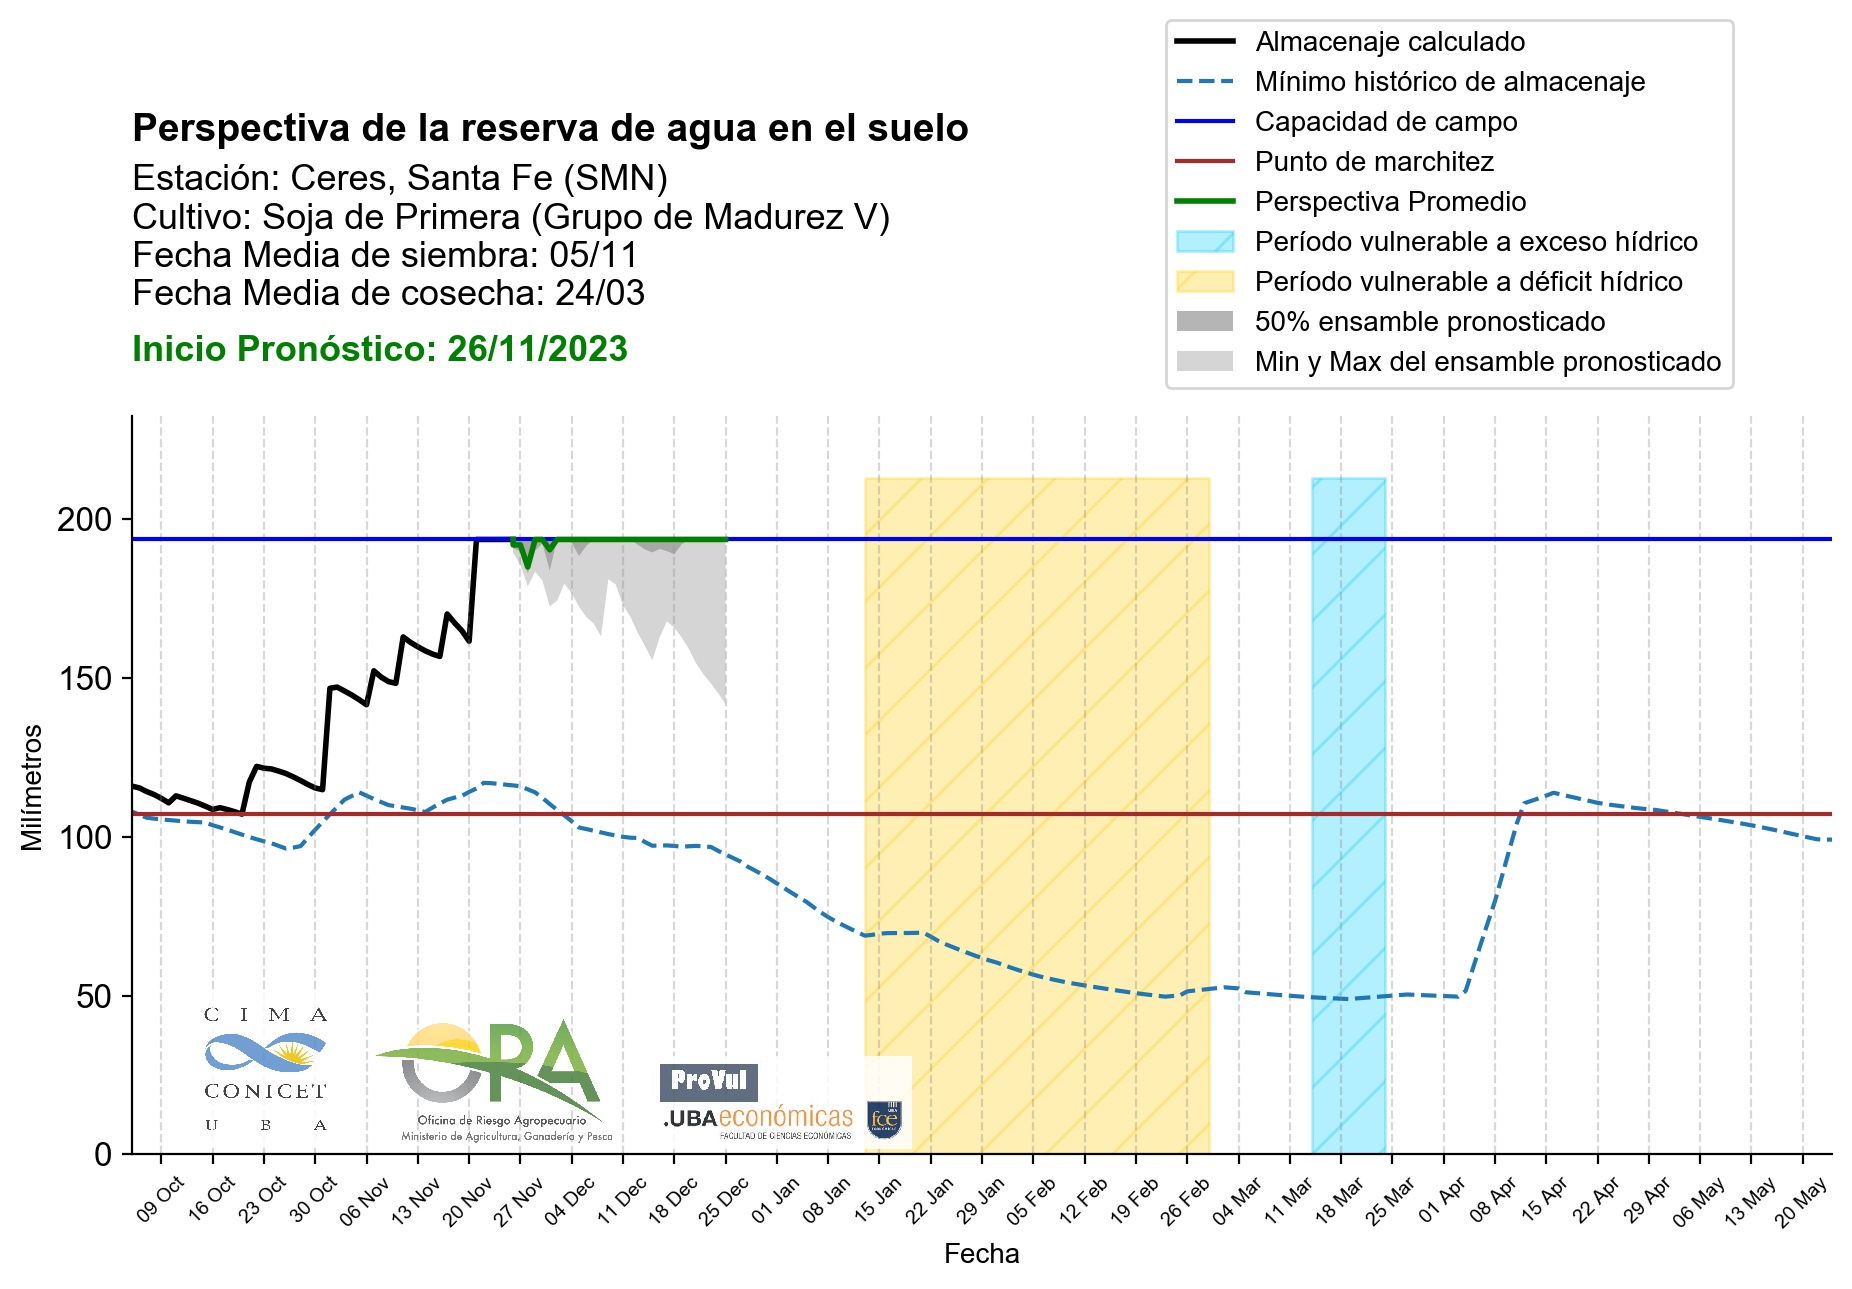 Almacenaje calculado
Mínimo histórico de almacenaje
Capacidad de campo
Punto de marchitez
Perspectiva Promedio
Período vulnerable a exceso hídrico
Período vulnerable a déficit hídrico
50% ensamble pronosticado
Min y Max del ensamble pronosticado
Perspectiva de la reserva de agua en el suelo
Estación: Ceres, Santa Fe (SMN)
Cultivo: Soja de Primera (Grupo de Madurez V)
Fecha Media de siembra: 05/11
Fecha Media de cosecha: 24/03
Inicio Pronóstico: 26/11/2023
200
150
100
50
0
Milímetros
CIMA
CONICET
UBA
ORA
Oficina de Riesgo Agropecuario
Ministerio de Agricultura, Ganadería y Pesca
ProVul
.UBAeconómicas
FACULTAD DE CIENCIAS ECONÓMICAS
UBA
fce
09 Oct
16 Oct
23 Oct
30 Oct
06 Nov
13 Nov
20 Nov
27 Nov
04 Dec
11 Dec
18 Dec
25 Dec
01 Jan
08 Jan
15 Jan
22 Jan
29 Jan
05 Feb
12 Feb
19 Feb
26 Feb
04 Mar
11 Mar
18 Mar
25 Mar
01 Apr
08 Apr
15 Apr
22 Apr
29 Apr
06 May
13 May
20 May
Fecha